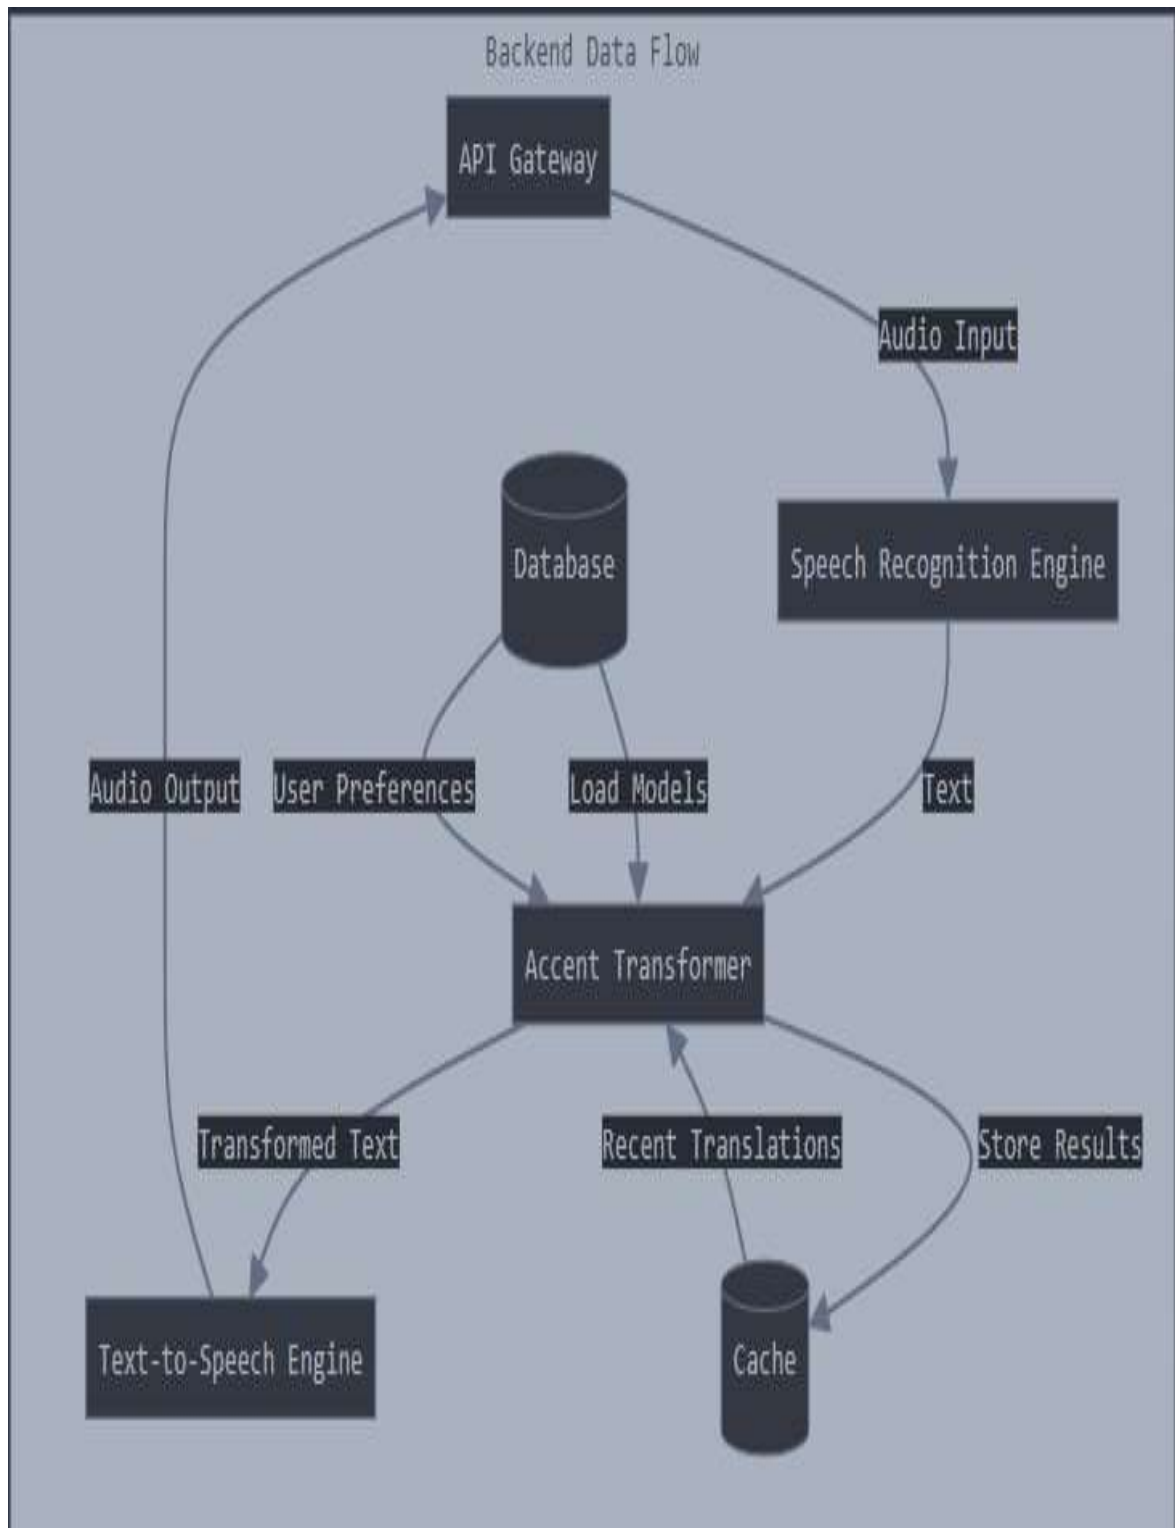 Backend Data Flow
API Gateway
Audio Input
Database
Speech Recognition Engine
Audio Output
User Preferences
Load Models
Text
Accent Transformer
Transformed Text
Recent Translations
Store Results
Text-to-Speech Engine
Cache